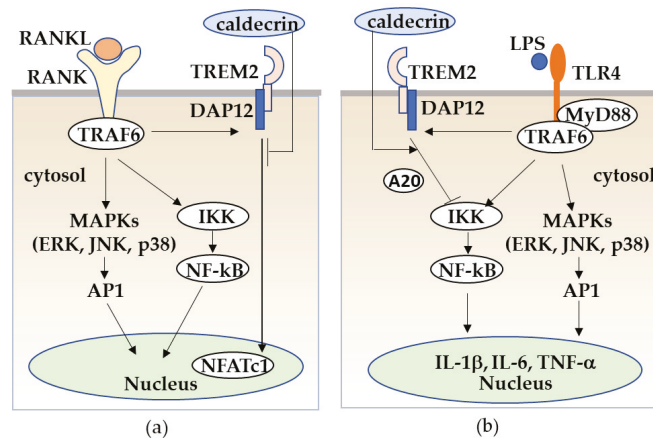 caldecrin
RANKL
RANK
TREM2
DAP12
TRAF6
cytosol
MAPKs
(ERK, JNK, p38)
IKK
NF-kB
AP1
NFATc1
Nucleus
(a)
caldecrin
LPS
TREM2
TLR4
DAP12
MyD88
TRAF6
cytosol
A20
IKK
MAPKs
(ERK, JNK, p38)
NF-kB
AP1
IL-1β, IL-6, TNF-α
Nucleus
(b)